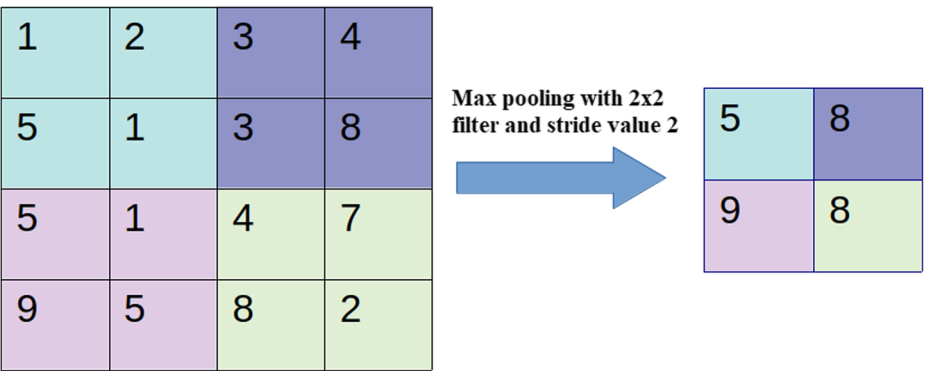 1 2 3 4
5 1 3 8
5 1 4 7
9 5 8 2
Max pooling with 2x2
filter and stride value 2
5 8
9 8